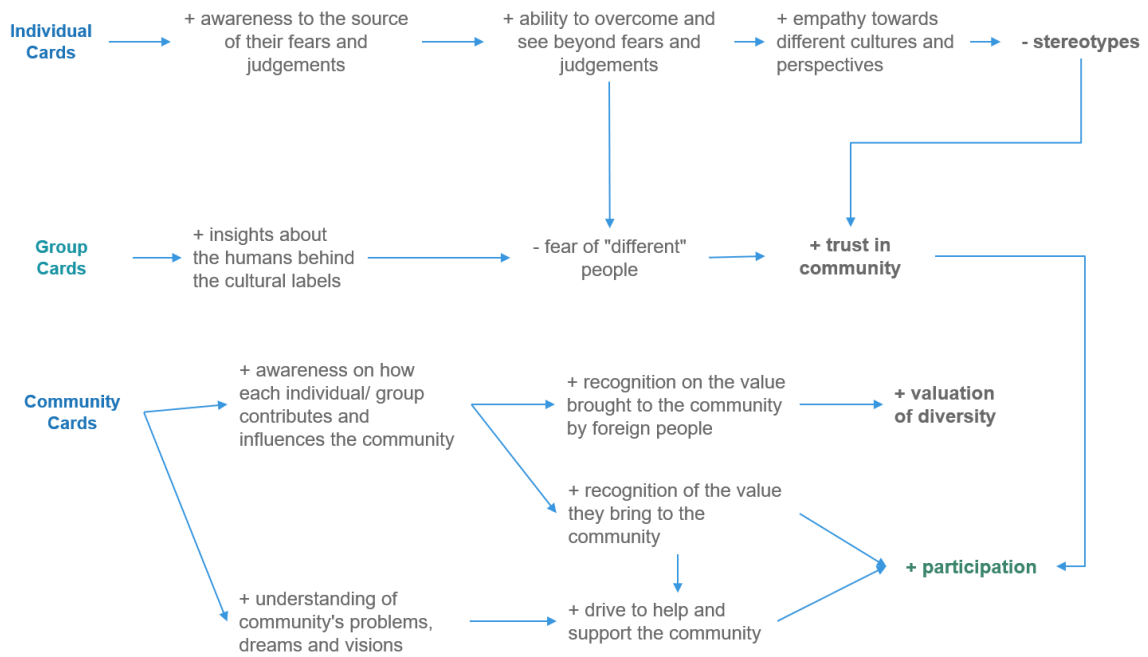 Individual
Cards
+ awareness to the source
of their fears and
judgements
+ ability to overcome and
see beyond fears and
judgements
+ empathy towards
different cultures and
perspectives
- stereotypes
Group
Cards
+ insights about
the humans behind
the cultural labels
- fear of "different"
people
+ trust in
community
Community
Cards
+ awareness on how
each individual/ group
contributes and
influences the community
+ recognition on the value
brought to the community
by foreign people
+ valuation
of diversity
+ recognition of the value
they bring to the
community
+ participation
+ understanding of
community's problems,
dreams and visions
+ drive to help and
support the community